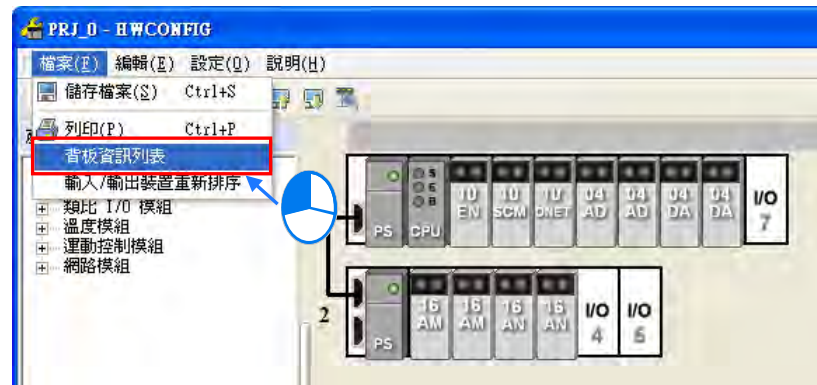 PRJ_0 - HWCONFIG
檔案(F) 編輯(E) 設定(O) 說明(H)
儲存檔案(S) Ctrl+S
列印(P) Ctrl+P
背板資訊列表
輸入/輸出裝置重新排序
類比 I/O 模組
溫度模組
運動控制模組
網路模組
PS CPU 10 EN 10 SCM 10 DNET 04 AD 04 AD 04 DA 04 DA I/O 7
2
PS 16 AM 16 AM 16 AN 16 AN I/O 4 I/O 5